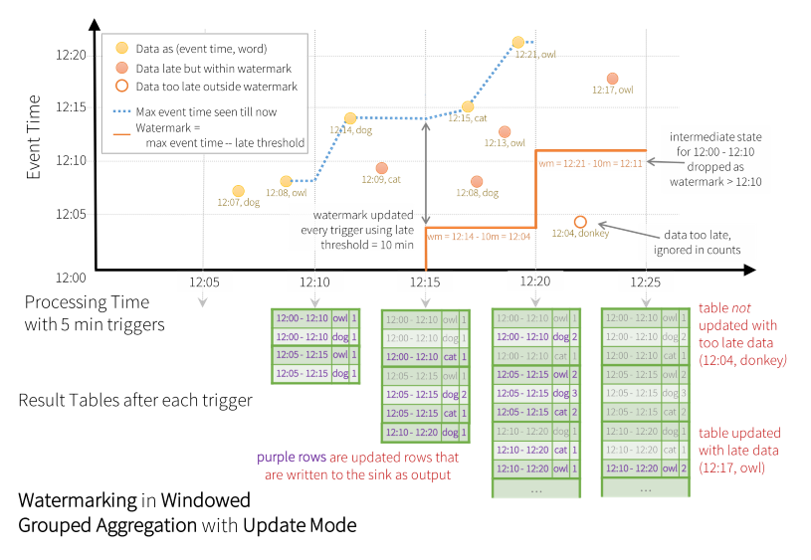 12:20
12:15
12:10
12:05
12:00
Event Time
Data as (event time, word)
Data late but within watermark
Data too late outside watermark
Max event time seen till now
Watermark =
max event time -- late threshold
12:07, dog
12:08, owl
12:14, dog
12:09, cat
12:15, cat
12:08, dog
12:13, owl
12:21, owl
12:17, owl
12:04, donkey
wm = 12:14 - 10m = 12:04
wm = 12:21 - 10m = 12:11
watermark updated
every trigger using late
threshold = 10 min
intermediate state
for 12:00 - 12:10
dropped as
watermark > 12:10
data too late,
ignored in counts
12:05
12:10
12:15
12:20
12:25
Processing Time
with 5 min triggers
Result Tables after each trigger
12:00 - 12:10 owl 1
12:00 - 12:10 dog 1
12:05 - 12:15 owl 1
12:05 - 12:15 dog 1
12:00 - 12:10 owl 1
12:00 - 12:10 dog 1
12:00 - 12:10 cat 1
12:05 - 12:15 owl 1
12:05 - 12:15 dog 2
12:05 - 12:15 cat 1
12:10 - 12:20 dog 1
12:00 - 12:10 owl 1
12:00 - 12:10 dog 2
12:00 - 12:10 cat 1
12:05 - 12:15 owl 2
12:05 - 12:15 dog 3
12:05 - 12:15 cat 2
12:10 - 12:20 dog 1
12:10 - 12:20 cat 1
12:10 - 12:20 owl 1
...
12:00 - 12:10 owl 1
12:00 - 12:10 dog 2
12:00 - 12:10 cat 1
12:05 - 12:15 owl 2
12:05 - 12:15 dog 3
12:05 - 12:15 cat 2
12:10 - 12:20 dog 1
12:10 - 12:20 cat 1
12:10 - 12:20 owl 2
...
table not
updated with
too late data
(12:04, donkey)
table updated
with late data
(12:17, owl)
purple rows are updated rows that
are written to the sink as output
Watermarking in Windowed
Grouped Aggregation with Update Mode